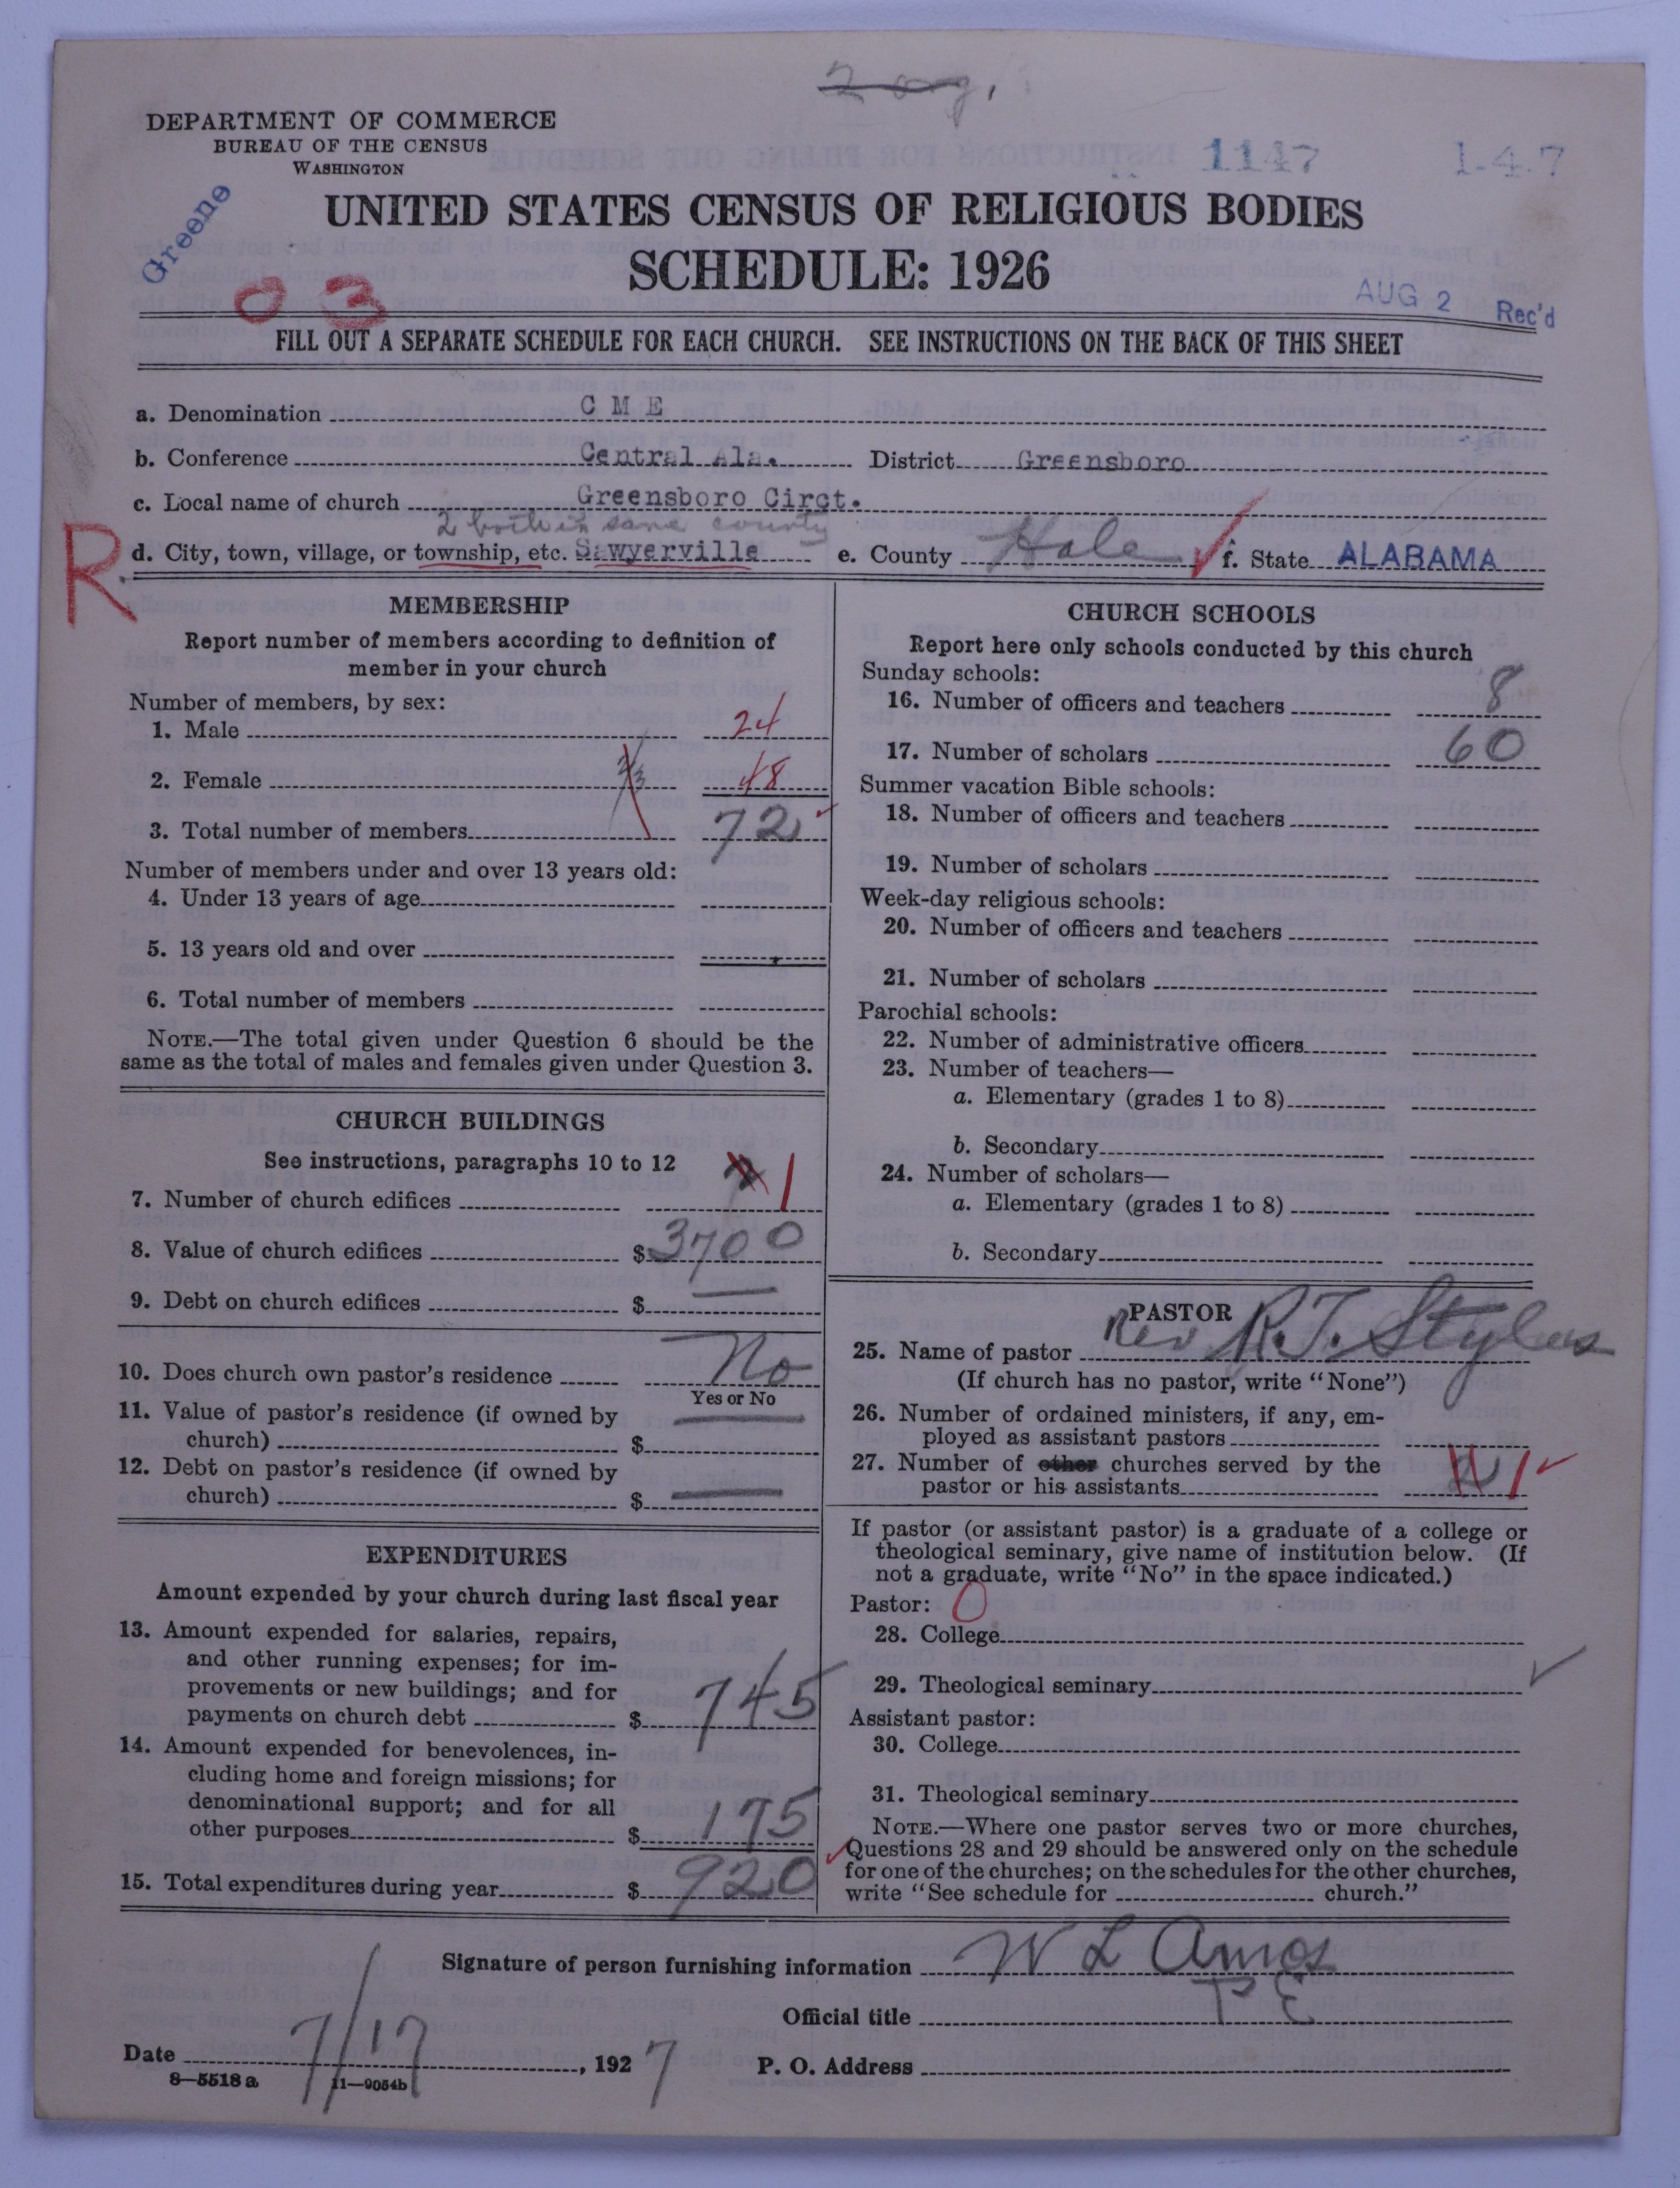 2 org.
DEPARTMENT OF COMMERCE
BUREAU OF THE CENSUS
WASHINGTON
1147
1-4-7
Greene
UNITED STATES CENSUS OF RELIGIOUS BODIES
SCHEDULE: 1926
03
AUG 2 Rec'd
FILL OUT A SEPARATE SCHEDULE FOR EACH CHURCH. SEE INSTRUCTIONS ON THE BACK OF THIS SHEET
a. Denomination C M E
b. Conference Central Ala. District Greensboro
c. Local name of church Greensboro Circt.
2 both in same county
R
d. City, town, village, or township, etc. Sawyerville e. County Hale f. State ALABAMA
MEMBERSHIP
Report number of members according to definition of
member in your church
Number of members, by sex:
1. Male 24
2. Female 48
3. Total number of members 72
Number of members under and over 13 years old:
4. Under 13 years of age
5. 13 years old and over
6. Total number of members
NOTE.—The total given under Question 6 should be the
same as the total of males and females given under Question 3.
CHURCH BUILDINGS
See instructions, paragraphs 10 to 12
7. Number of church edifices 1
8. Value of church edifices $3700
9. Debt on church edifices $
10. Does church own pastor's residence No
Yes or No
11. Value of pastor's residence (if owned by
church) $
12. Debt on pastor's residence (if owned by
church) $
EXPENDITURES
Amount expended by your church during last fiscal year
13. Amount expended for salaries, repairs,
and other running expenses; for im-
provements or new buildings; and for
payments on church debt $ 745
14. Amount expended for benevolences, in-
cluding home and foreign missions; for
denominational support; and for all
other purposes $ 175
15. Total expenditures during year $ 920
CHURCH SCHOOLS
Report here only schools conducted by this church
Sunday schools:
16. Number of officers and teachers 8
17. Number of scholars 60
Summer vacation Bible schools:
18. Number of officers and teachers
19. Number of scholars
Week-day religious schools:
20. Number of officers and teachers
21. Number of scholars
Parochial schools:
22. Number of administrative officers
23. Number of teachers—
a. Elementary (grades 1 to 8)
b. Secondary
24. Number of scholars—
a. Elementary (grades 1 to 8)
b. Secondary
PASTOR
25. Name of pastor Rev R. T. Styles
(If church has no pastor, write "None")
26. Number of ordained ministers, if any, em-
ployed as assistant pastors
27. Number of other churches served by the
pastor or his assistants 2 1
If pastor (or assistant pastor) is a graduate of a college or
theological seminary, give name of institution below. (If
not a graduate, write "No" in the space indicated.)
Pastor: 0
28. College
29. Theological seminary
Assistant pastor:
30. College
31. Theological seminary
NOTE.—Where one pastor serves two or more churches,
Questions 28 and 29 should be answered only on the schedule
for one of the churches; on the schedules for the other churches,
write "See schedule for church."
Signature of person furnishing information W L Amos
Official title P E
Date 7/17, 1927 P. O. Address
8—5518 a 11—9054b